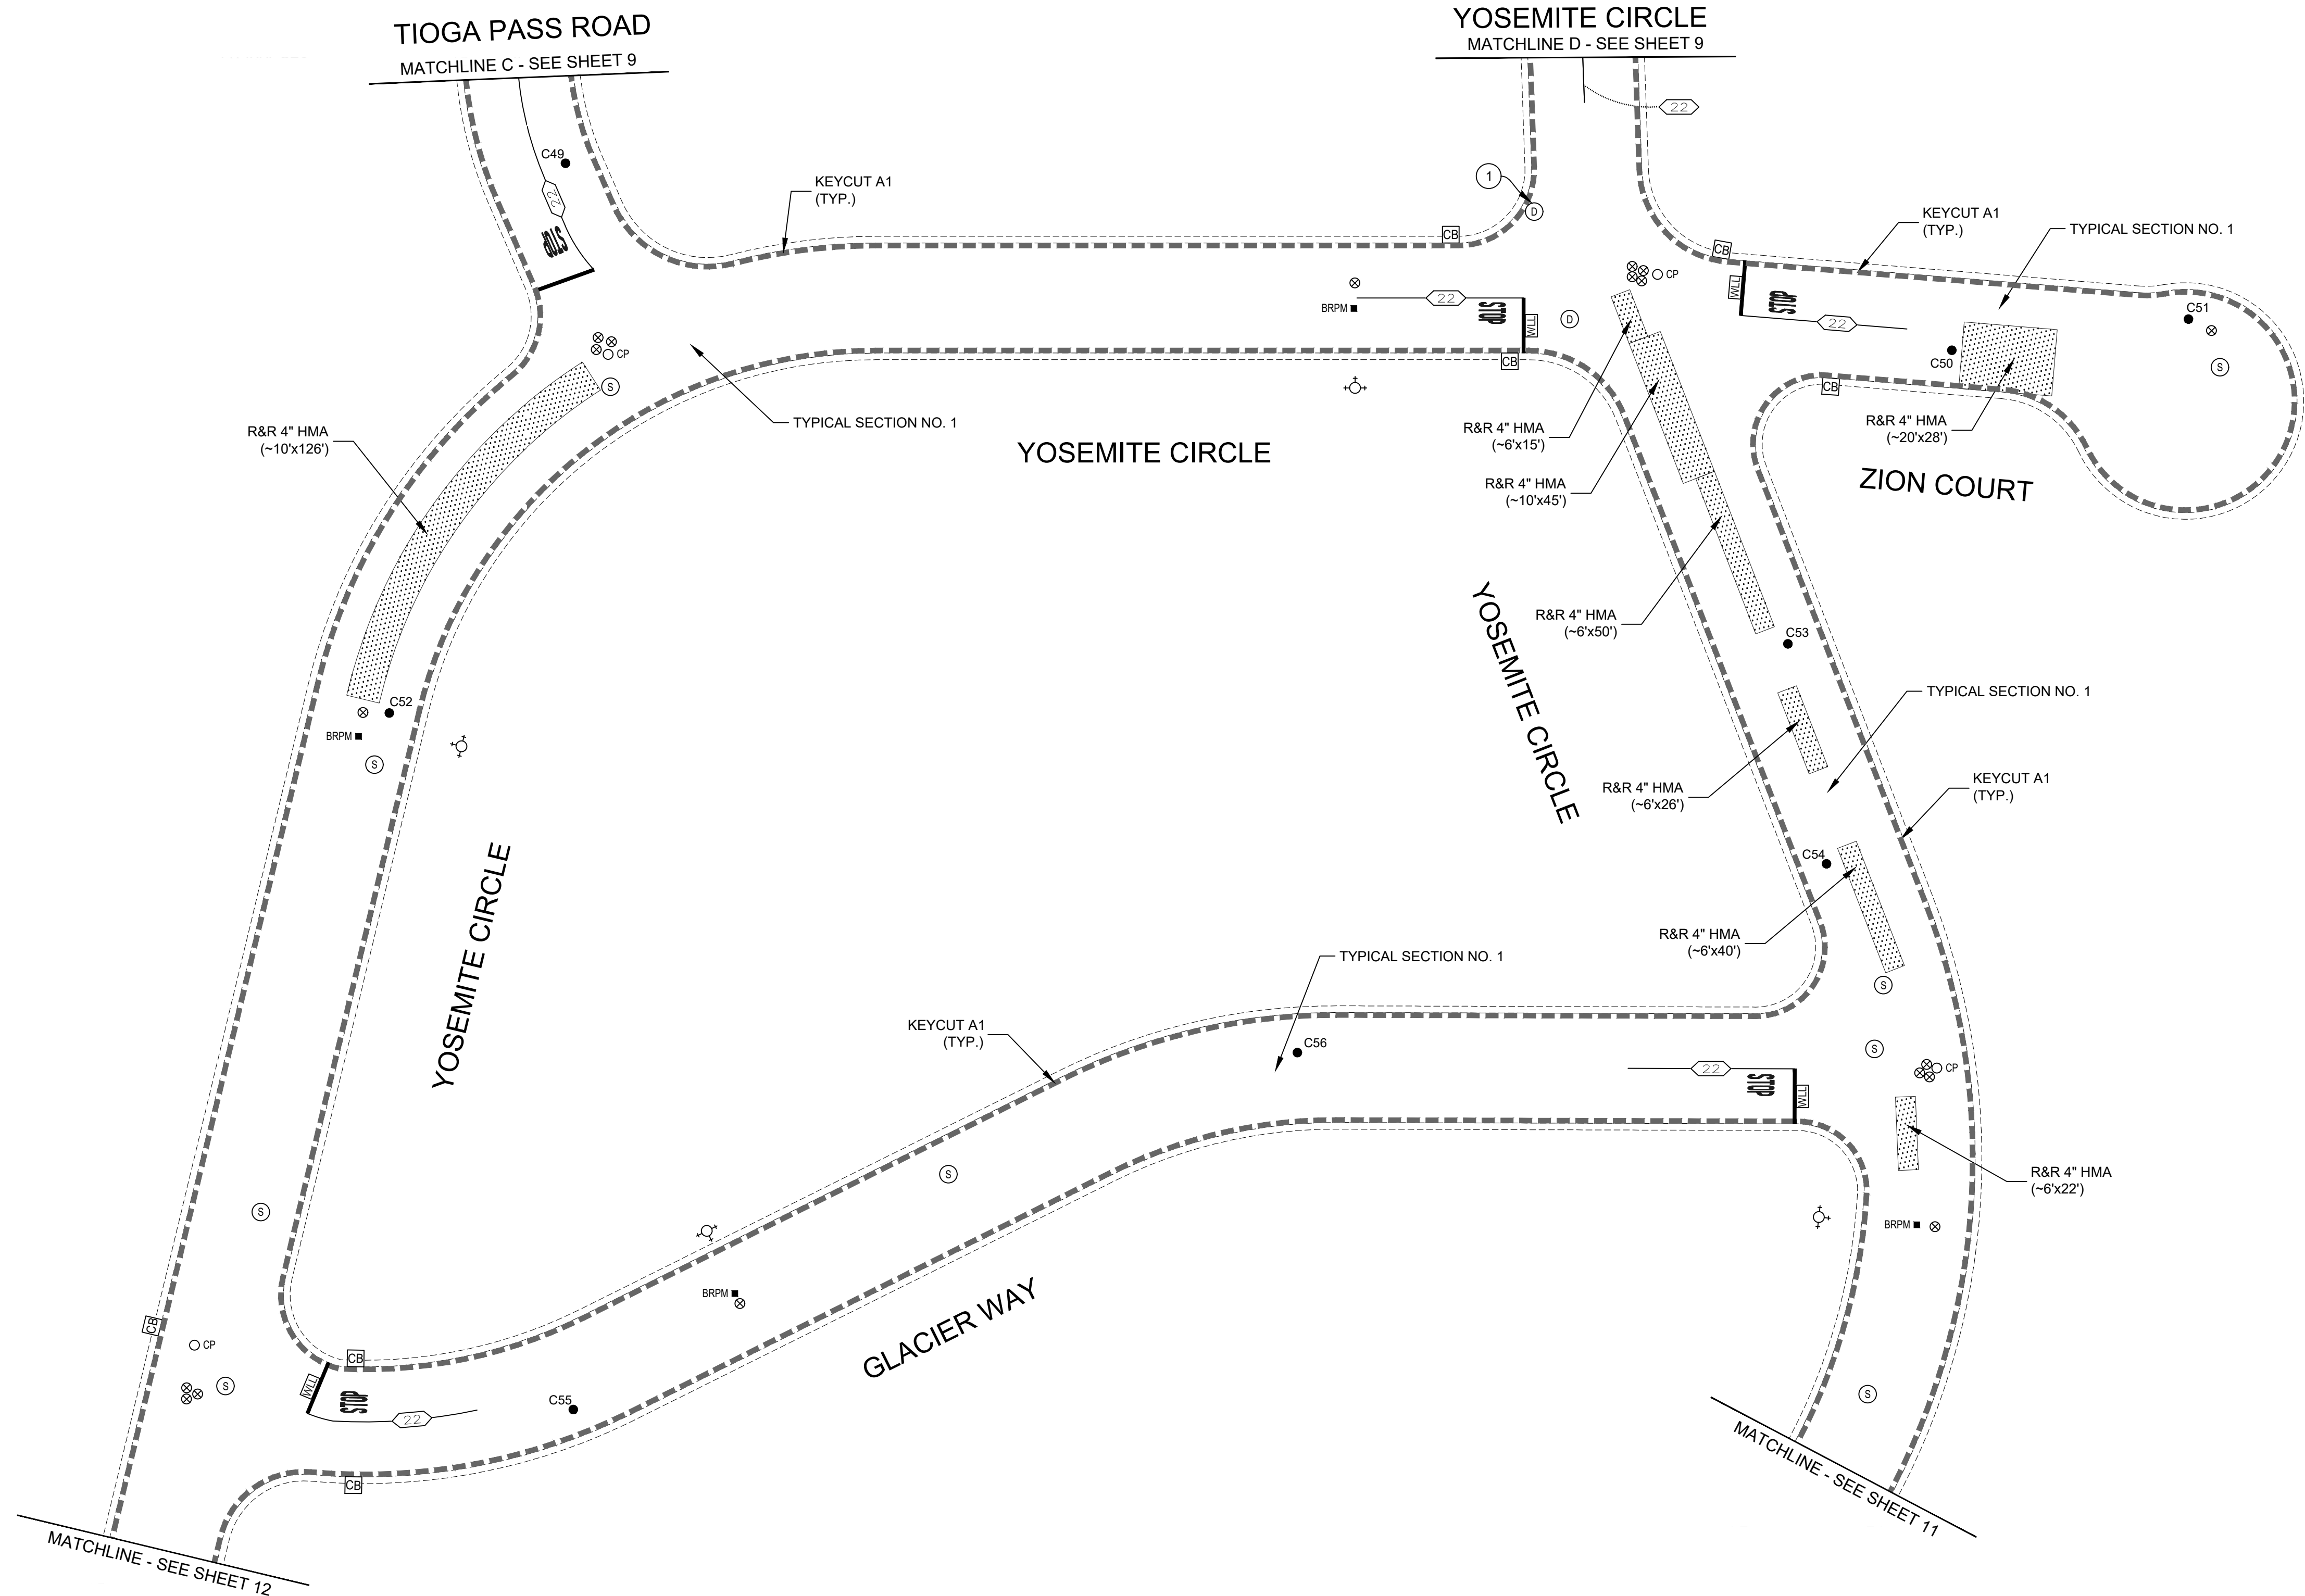 TIOGA PASS ROAD
MATCHLINE C - SEE SHEET 9
YOSEMITE CIRCLE
MATCHLINE D - SEE SHEET 9
22
C49
22
STOP
KEYCUT A1
(TYP.)
1
D
CB
CB
KEYCUT A1
(TYP.)
TYPICAL SECTION NO. 1
CP
WLL
STOP
22
C51
S
C50
BRPM
22
STOP
WLL
D
CB
CB
CP
S
TYPICAL SECTION NO. 1
R&R 4" HMA
(~10'x126')
YOSEMITE CIRCLE
R&R 4" HMA
(~6'x15')
R&R 4" HMA
(~20'x28')
R&R 4" HMA
(~10'x45')
ZION COURT
R&R 4" HMA
(~6'x50')
YOSEMITE CIRCLE
C53
C52
BRPM
S
TYPICAL SECTION NO. 1
R&R 4" HMA
(~6'x26')
KEYCUT A1
(TYP.)
YOSEMITE CIRCLE
C54
R&R 4" HMA
(~6'x40')
TYPICAL SECTION NO. 1
S
KEYCUT A1
(TYP.)
C56
S
22
STOP
WLL
CP
S
R&R 4" HMA
(~6'x22')
S
BRPM
BRPM
GLACIER WAY
CB
CP
CB
S
WLL
STOP
22
C55
S
CB
MATCHLINE - SEE SHEET 11
MATCHLINE - SEE SHEET 12